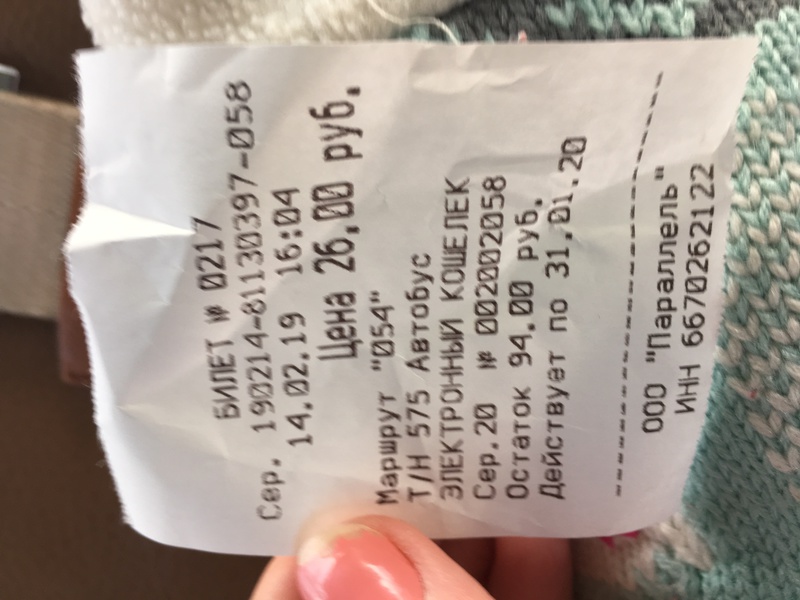 БИЛЕТ № 0217
Сер. 190214-81130397-058
14.02.19 16:04
Цена 26,00 руб.
Маршрут "054"
Т/Н 575 Автобус
ЭЛЕКТРОННЫЙ КОШЕЛЕК
Сер.20 № 002002058
Остаток 94,00 руб.
Действует по 31.01.20
ООО "Параллель"
ИНН 6670262122